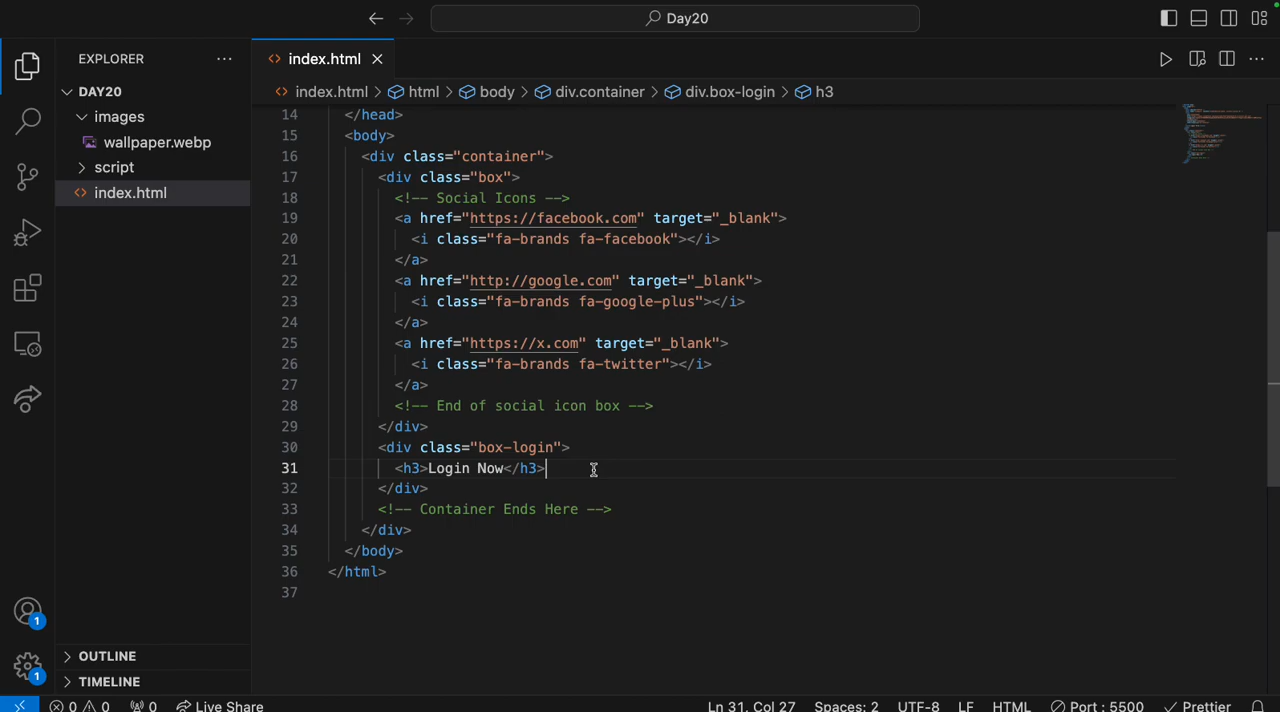 Day20
EXPLORER
index.html
DAY20
index.html > html > body > div.container > div.box-login > h3
images
wallpaper.webp
script
index.html
14 </head>
15 <body>
16 <div class="container">
17 <div class="box">
18 <!-- Social Icons -->
19 <a href="https://facebook.com" target="_blank">
20 <i class="fa-brands fa-facebook"></i>
21 </a>
22 <a href="http://google.com" target="_blank">
23 <i class="fa-brands fa-google-plus"></i>
24 </a>
25 <a href="https://x.com" target="_blank">
26 <i class="fa-brands fa-twitter"></i>
27 </a>
28 <!-- End of social icon box -->
29 </div>
30 <div class="box-login">
31 <h3>Login Now</h3>
32 </div>
33 <!-- Container Ends Here -->
34 </div>
35 </body>
36 </html>
37
1
1
OUTLINE
TIMELINE
0 0 0 Live Share Ln 31, Col 27 Spaces: 2 UTF-8 LF HTML Port : 5500 Prettier